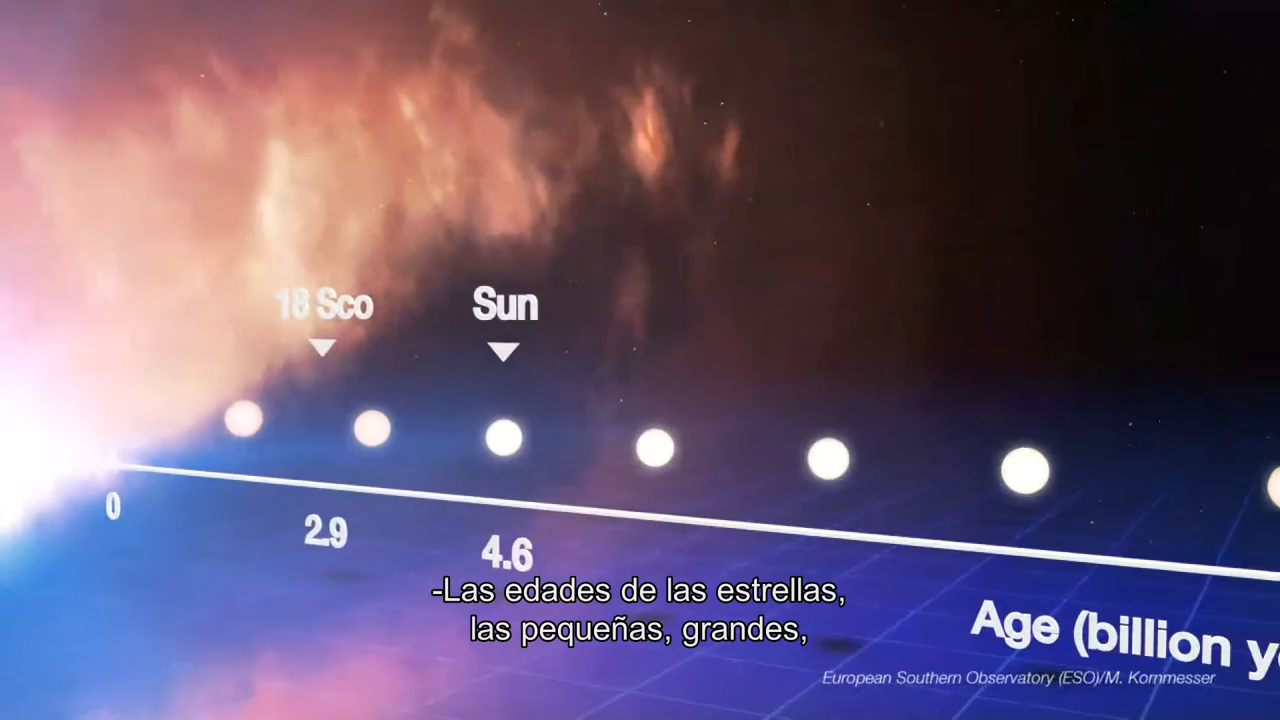 18 Sco
Sun
0
2.9
4.6
-Las edades de las estrellas,
las pequeñas, grandes,
Age (billion
European Southern Observatory (ESO)/M. Kornmesser